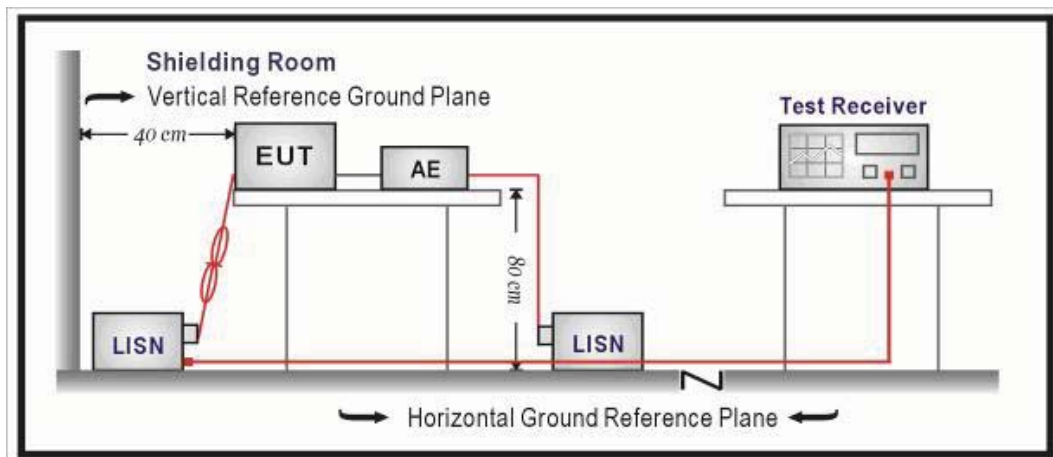 Shielding Room
Vertical Reference Ground Plane
40 cm
EUT
AE
Test Receiver
80 cm
LISN
LISN
Horizontal Ground Reference Plane